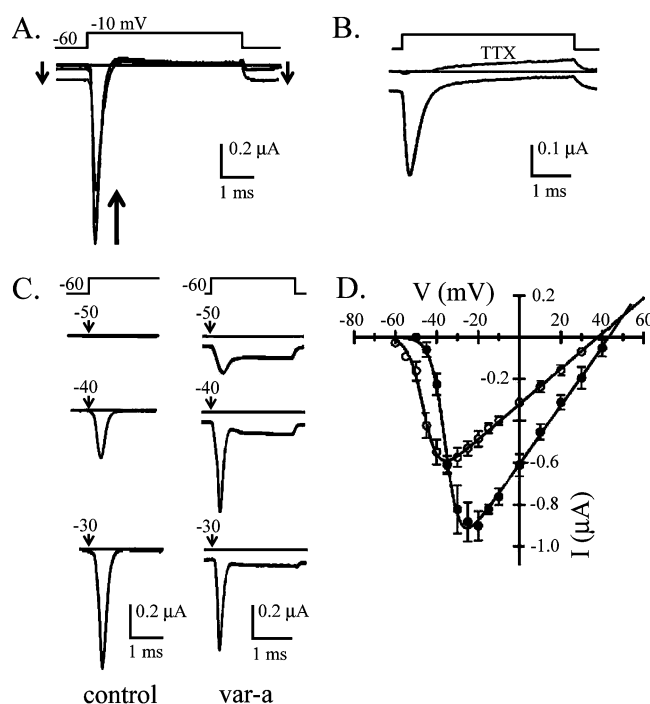 A.
-10 mV
-60
0.2 µA
1 ms
B.
TTX
0.1 µA
1 ms
C.
-60
-60
-50
-50
-40
-40
-30
-30
0.2 µA
1 ms
0.2 µA
1 ms
control
var-a
D.
V (mV)
0.2
-80 -60 -40 -20 20 40 60
-0.2
-0.6
-0.8
-1.0
I (µA)